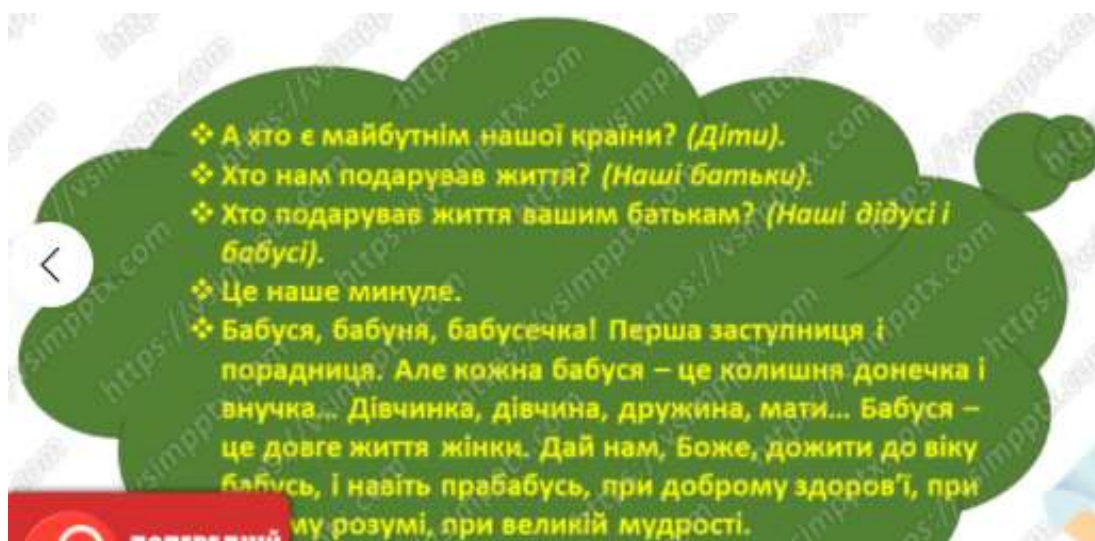 ❖ А хто є майбутнім нашої країни? (Діти).
❖ Хто нам подарував життя? (Наші батьки).
❖ Хто подарував життя вашим батькам? (Наші дідусі і
бабусі).
❖ Це наше минуле.
❖ Бабуся, бабуня, бабусечка! Перша заступниця і
порадниця. Але кожна бабуся – це колишня донечка і
внучка... Дівчинка, дівчина, дружина, мати... Бабуся –
це довге життя жінки. Дай нам, Боже, дожити до віку
бабусь, і навіть прабабусь, при доброму здоров'ї, при
розумі, при великій мудрості.
https://vsimpptx.com